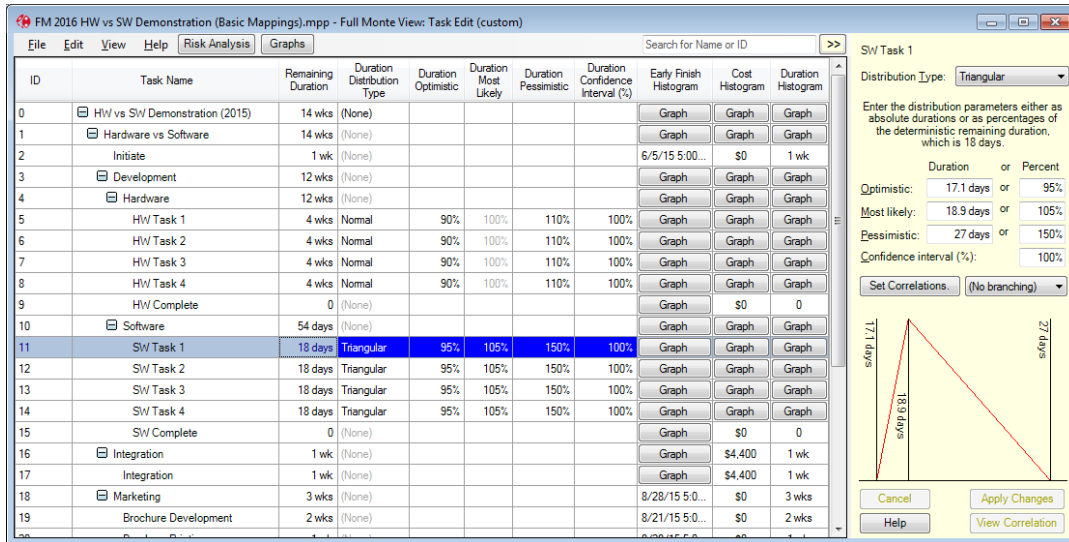 FM 2016 HW vs SW Demonstration (Basic Mappings).mpp - Full Monte View: Task Edit (custom)
File Edit View Help Risk Analysis Graphs Search for Name or ID >>
ID Task Name Remaining Duration Duration Distribution Type Duration Optimistic Duration Most Likely Duration Pessimistic Duration Confidence Interval (%) Early Finish Histogram Cost Histogram Duration Histogram
0 HW vs SW Demonstration (2015) 14 wks (None) Graph Graph Graph
1 Hardware vs Software 14 wks (None) Graph Graph Graph
2 Initiate 1 wk (None) 6/5/15 5:00... $0 1 wk
3 Development 12 wks (None) Graph Graph Graph
4 Hardware 12 wks (None) Graph Graph Graph
5 HW Task 1 4 wks Normal 90% 100% 110% 100% Graph Graph Graph
6 HW Task 2 4 wks Normal 90% 100% 110% 100% Graph Graph Graph
7 HW Task 3 4 wks Normal 90% 100% 110% 100% Graph Graph Graph
8 HW Task 4 4 wks Normal 90% 100% 110% 100% Graph Graph Graph
9 HW Complete 0 (None) Graph $0 0
10 Software 54 days (None) Graph Graph Graph
11 SW Task 1 18 days Triangular 95% 105% 150% 100% Graph Graph Graph
12 SW Task 2 18 days Triangular 95% 105% 150% 100% Graph Graph Graph
13 SW Task 3 18 days Triangular 95% 105% 150% 100% Graph Graph Graph
14 SW Task 4 18 days Triangular 95% 105% 150% 100% Graph Graph Graph
15 SW Complete 0 (None) Graph $0 0
16 Integration 1 wk (None) Graph $4,400 1 wk
17 Integration 1 wk (None) Graph $4,400 1 wk
18 Marketing 3 wks (None) 8/28/15 5:0... $0 3 wks
19 Brochure Development 2 wks (None) 8/21/15 5:0... $0 2 wks
SW Task 1
Distribution Type: Triangular
Enter the distribution parameters either as
absolute durations or as percentages of
the deterministic remaining duration,
which is 18 days.
Duration or Percent
Optimistic: 17.1 days or 95%
Most likely: 18.9 days or 105%
Pessimistic: 27 days or 150%
Confidence interval (%): 100%
Set Correlations. (No branching)
17.1 days
18.9 days
27 days
Cancel Apply Changes
Help View Correlation